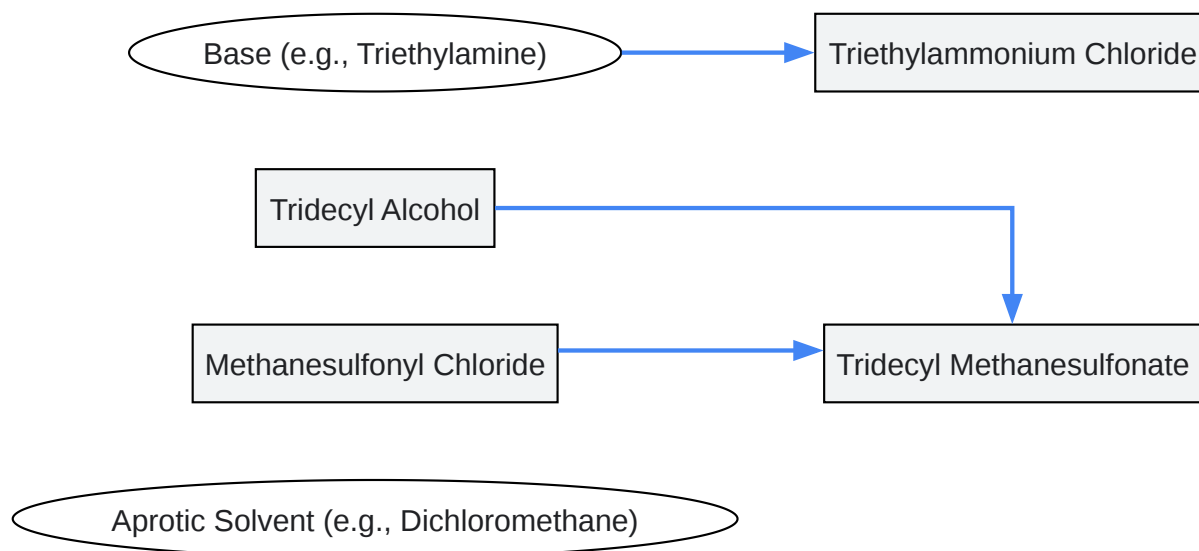 Base (e.g., Triethylamine)
Triethylammonium Chloride
Tridecyl Alcohol
Methanesulfonyl Chloride
Tridecyl Methanesulfonate
Aprotic Solvent (e.g., Dichloromethane)